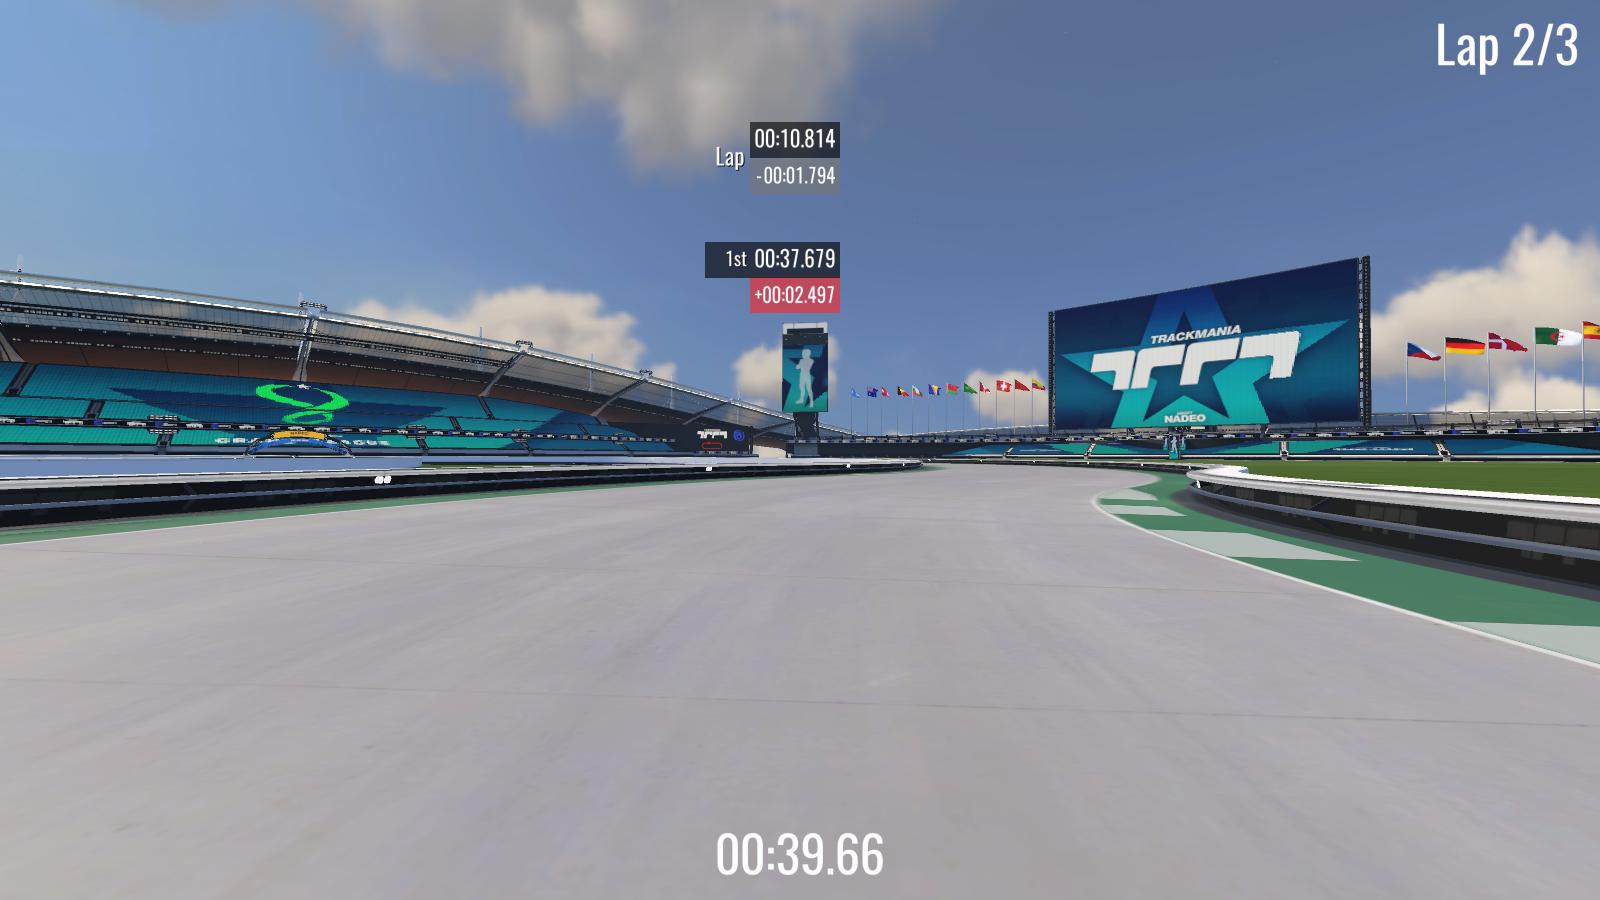 Lap 2/3
00:10.814
Lap
-00:01.794
1st 00:37.679
+00:02.497
TRACKMANIA
NADEO
00:39.66